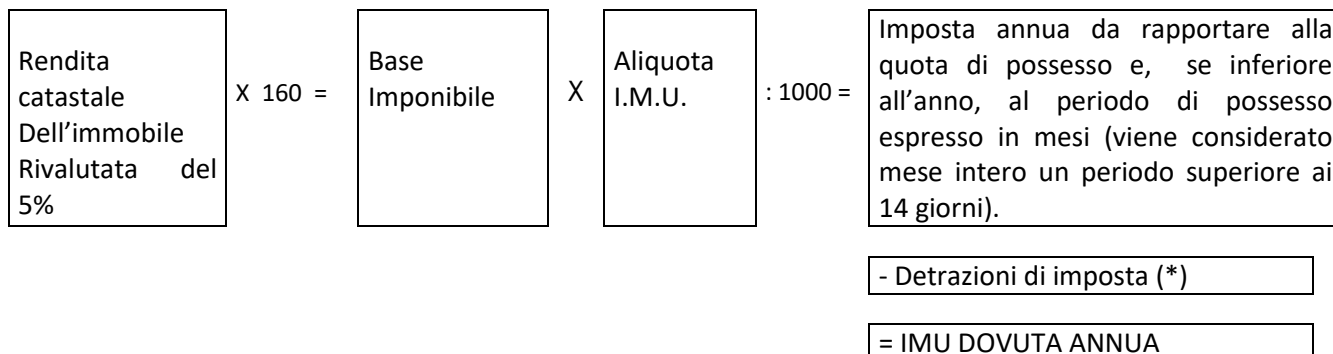 Rendita
catastale
Dell’immobile
Rivalutata del
5%
X 160 =
Base
Imponibile
X
Aliquota
I.M.U.
: 1000 =
Imposta annua da rapportare alla
quota di possesso e, se inferiore
all’anno, al periodo di possesso
espresso in mesi (viene considerato
mese intero un periodo superiore ai
14 giorni).
- Detrazioni di imposta (*)
= IMU DOVUTA ANNUA